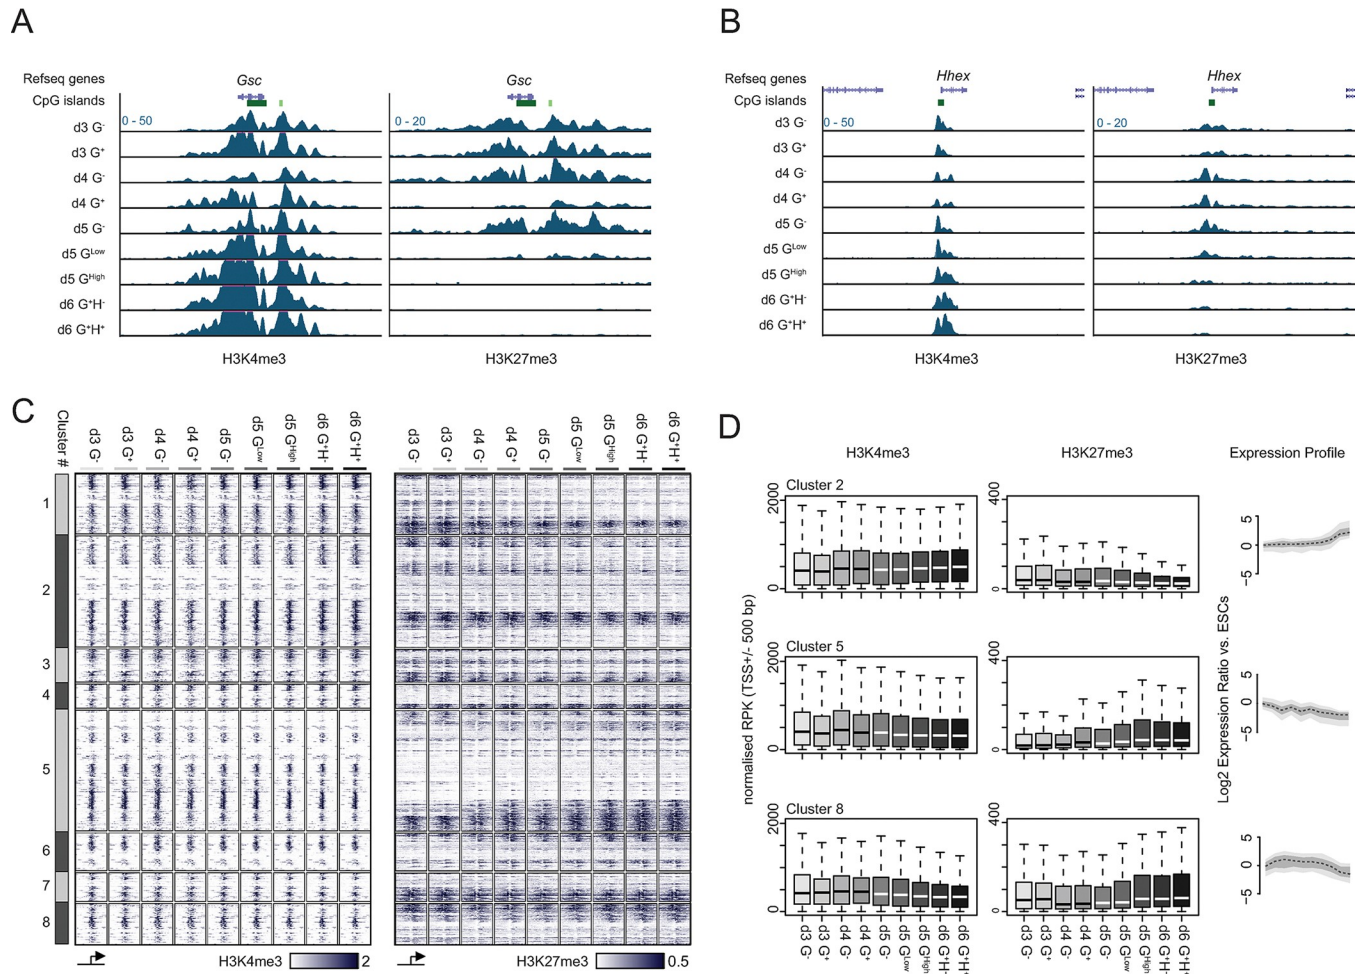 A
Refseq genes
CpG islands
Gsc
Gsc
0 - 50
0 - 20
d3 G⁻
d3 G⁺
d4 G⁻
d4 G⁺
d5 G⁻
d5 Gᴸᵒʷ
d5 Gᴴⁱᵍʰ
d6 G⁺H⁻
d6 G⁺H⁺
H3K4me3
H3K27me3
B
Refseq genes
CpG islands
Hhex
Hhex
0 - 50
0 - 20
d3 G⁻
d3 G⁺
d4 G⁻
d4 G⁺
d5 G⁻
d5 Gᴸᵒʷ
d5 Gᴴⁱᵍʰ
d6 G⁺H⁻
d6 G⁺H⁺
H3K4me3
H3K27me3
C
Cluster #
d3 G⁻
d3 G⁺
d4 G⁻
d4 G⁺
d5 G⁻
d5 Gᴸᵒʷ
d5 Gᴴⁱᵍʰ
d6 G⁺H⁻
d6 G⁺H⁺
d3 G⁻
d3 G⁺
d4 G⁻
d4 G⁺
d5 G⁻
d5 Gᴸᵒʷ
d5 Gᴴⁱᵍʰ
d6 G⁺H⁻
d6 G⁺H⁺
1
2
3
4
5
6
7
8
H3K4me3 2
H3K27me3 0.5
D
H3K4me3
H3K27me3
Expression Profile
normalised RPK (TSS+/- 500 bp)
Log2 Expression Ratio vs. ESCs
Cluster 2
2000
0
400
100
0
5
0
-5
Cluster 5
2000
0
400
0
5
0
-5
Cluster 8
2000
0
400
0
5
0
-5
d3 G⁻
d3 G⁺
d4 G⁻
d4 G⁺
d5 G⁻
d5 Gᴸᵒʷ
d5 Gᴴⁱᵍʰ
d6 G⁺H⁻
d6 G⁺H⁺
d3 G⁻
d3 G⁺
d4 G⁻
d4 G⁺
d5 G⁻
d5 Gᴸᵒʷ
d5 Gᴴⁱᵍʰ
d6 G⁺H⁻
d6 G⁺H⁺